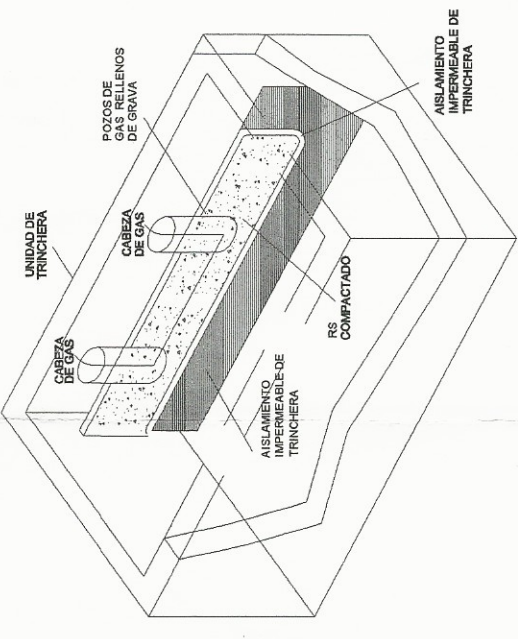 UNIDAD DE
TRINCHERA
POZOS DE
GAS RELLENOS
DE GRAVA
AISLAMIENTO
IMPERMEABLE DE
TRINCHERA
CABEZA
DE GAS
CABEZA
DE GAS
RS
COMPACTADO
AISLAMIENTO
IMPERMEABLE-DE
TRINCHERA